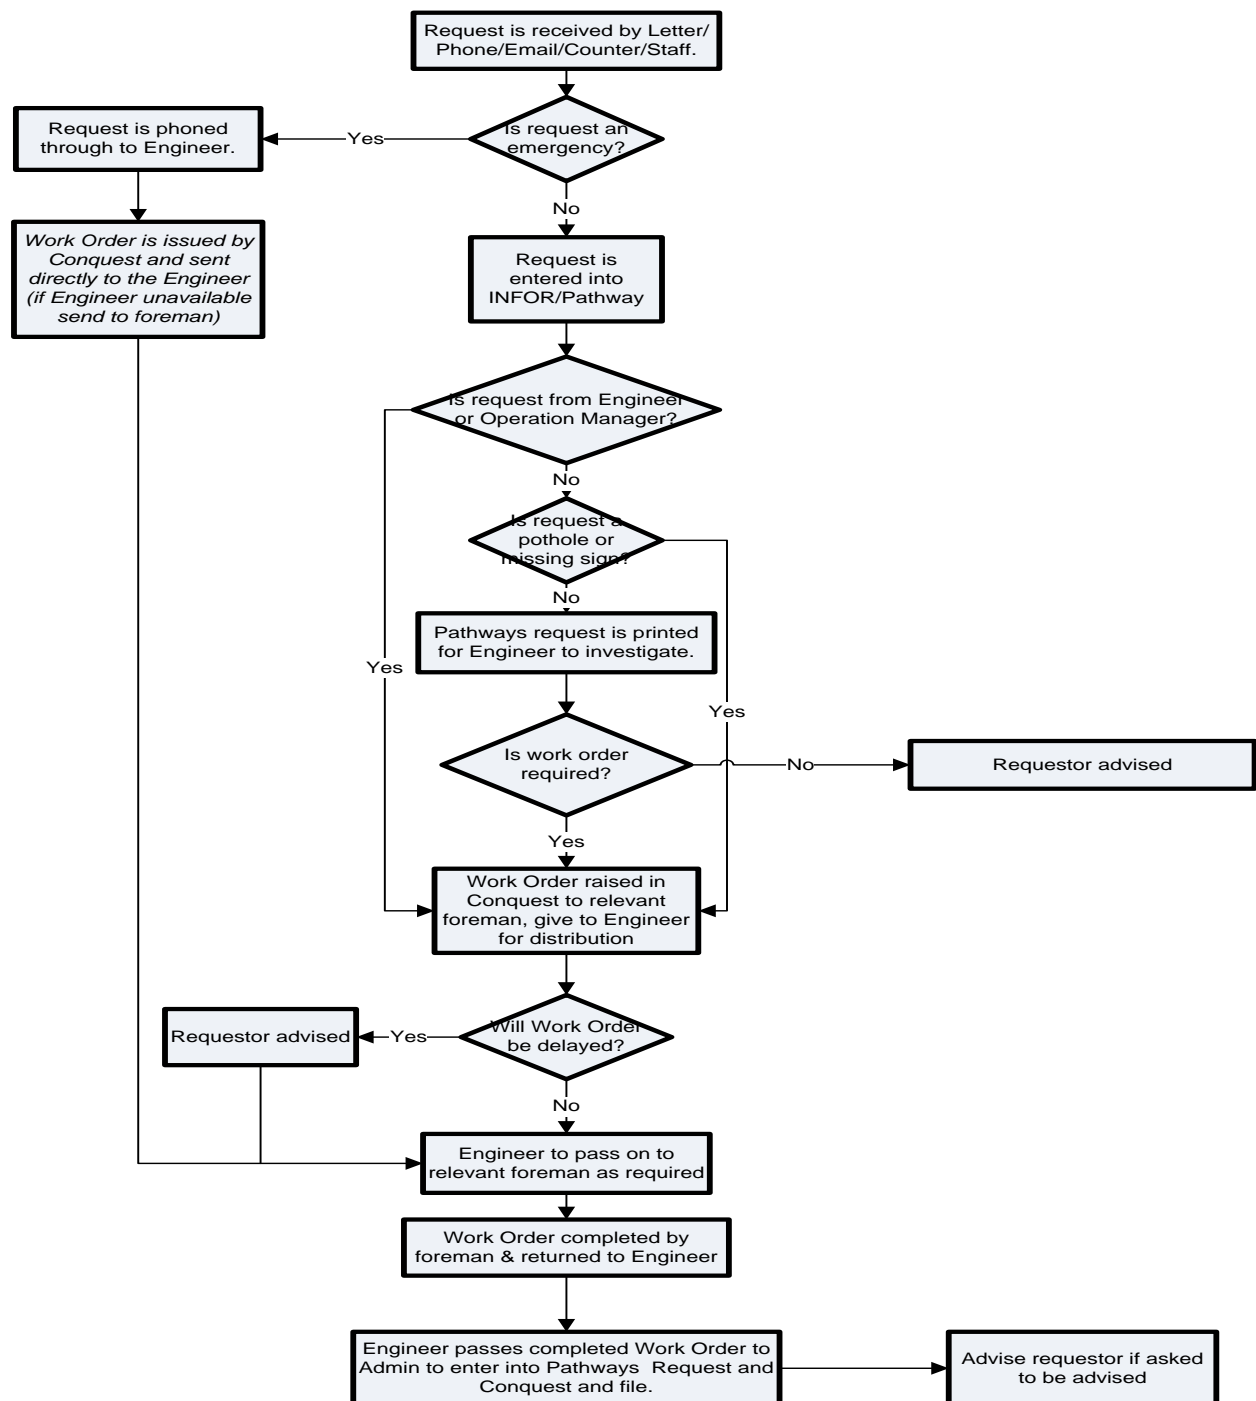 Request is received by Letter/
Phone/Email/Counter/Staff.
Is request an
emergency?
Yes
Request is phoned
through to Engineer.
No
Work Order is issued by
Conquest and sent
directly to the Engineer
(if Engineer unavailable
send to foreman)
Request is
entered into
INFOR/Pathway
Is request from Engineer
or Operation Manager?
No
Is request a
pothole or
missing sign?
No
Pathways request is printed
for Engineer to investigate.
Yes
Yes
Is work order
required?
No
Requestor advised
Yes
Work Order raised in
Conquest to relevant
foreman, give to Engineer
for distribution
Will Work Order
be delayed?
Yes
Requestor advised
No
Engineer to pass on to
relevant foreman as required
Work Order completed by
foreman & returned to Engineer
Engineer passes completed Work Order to
Admin to enter into Pathways  Request and
Conquest and file.
Advise requestor if asked
to be advised